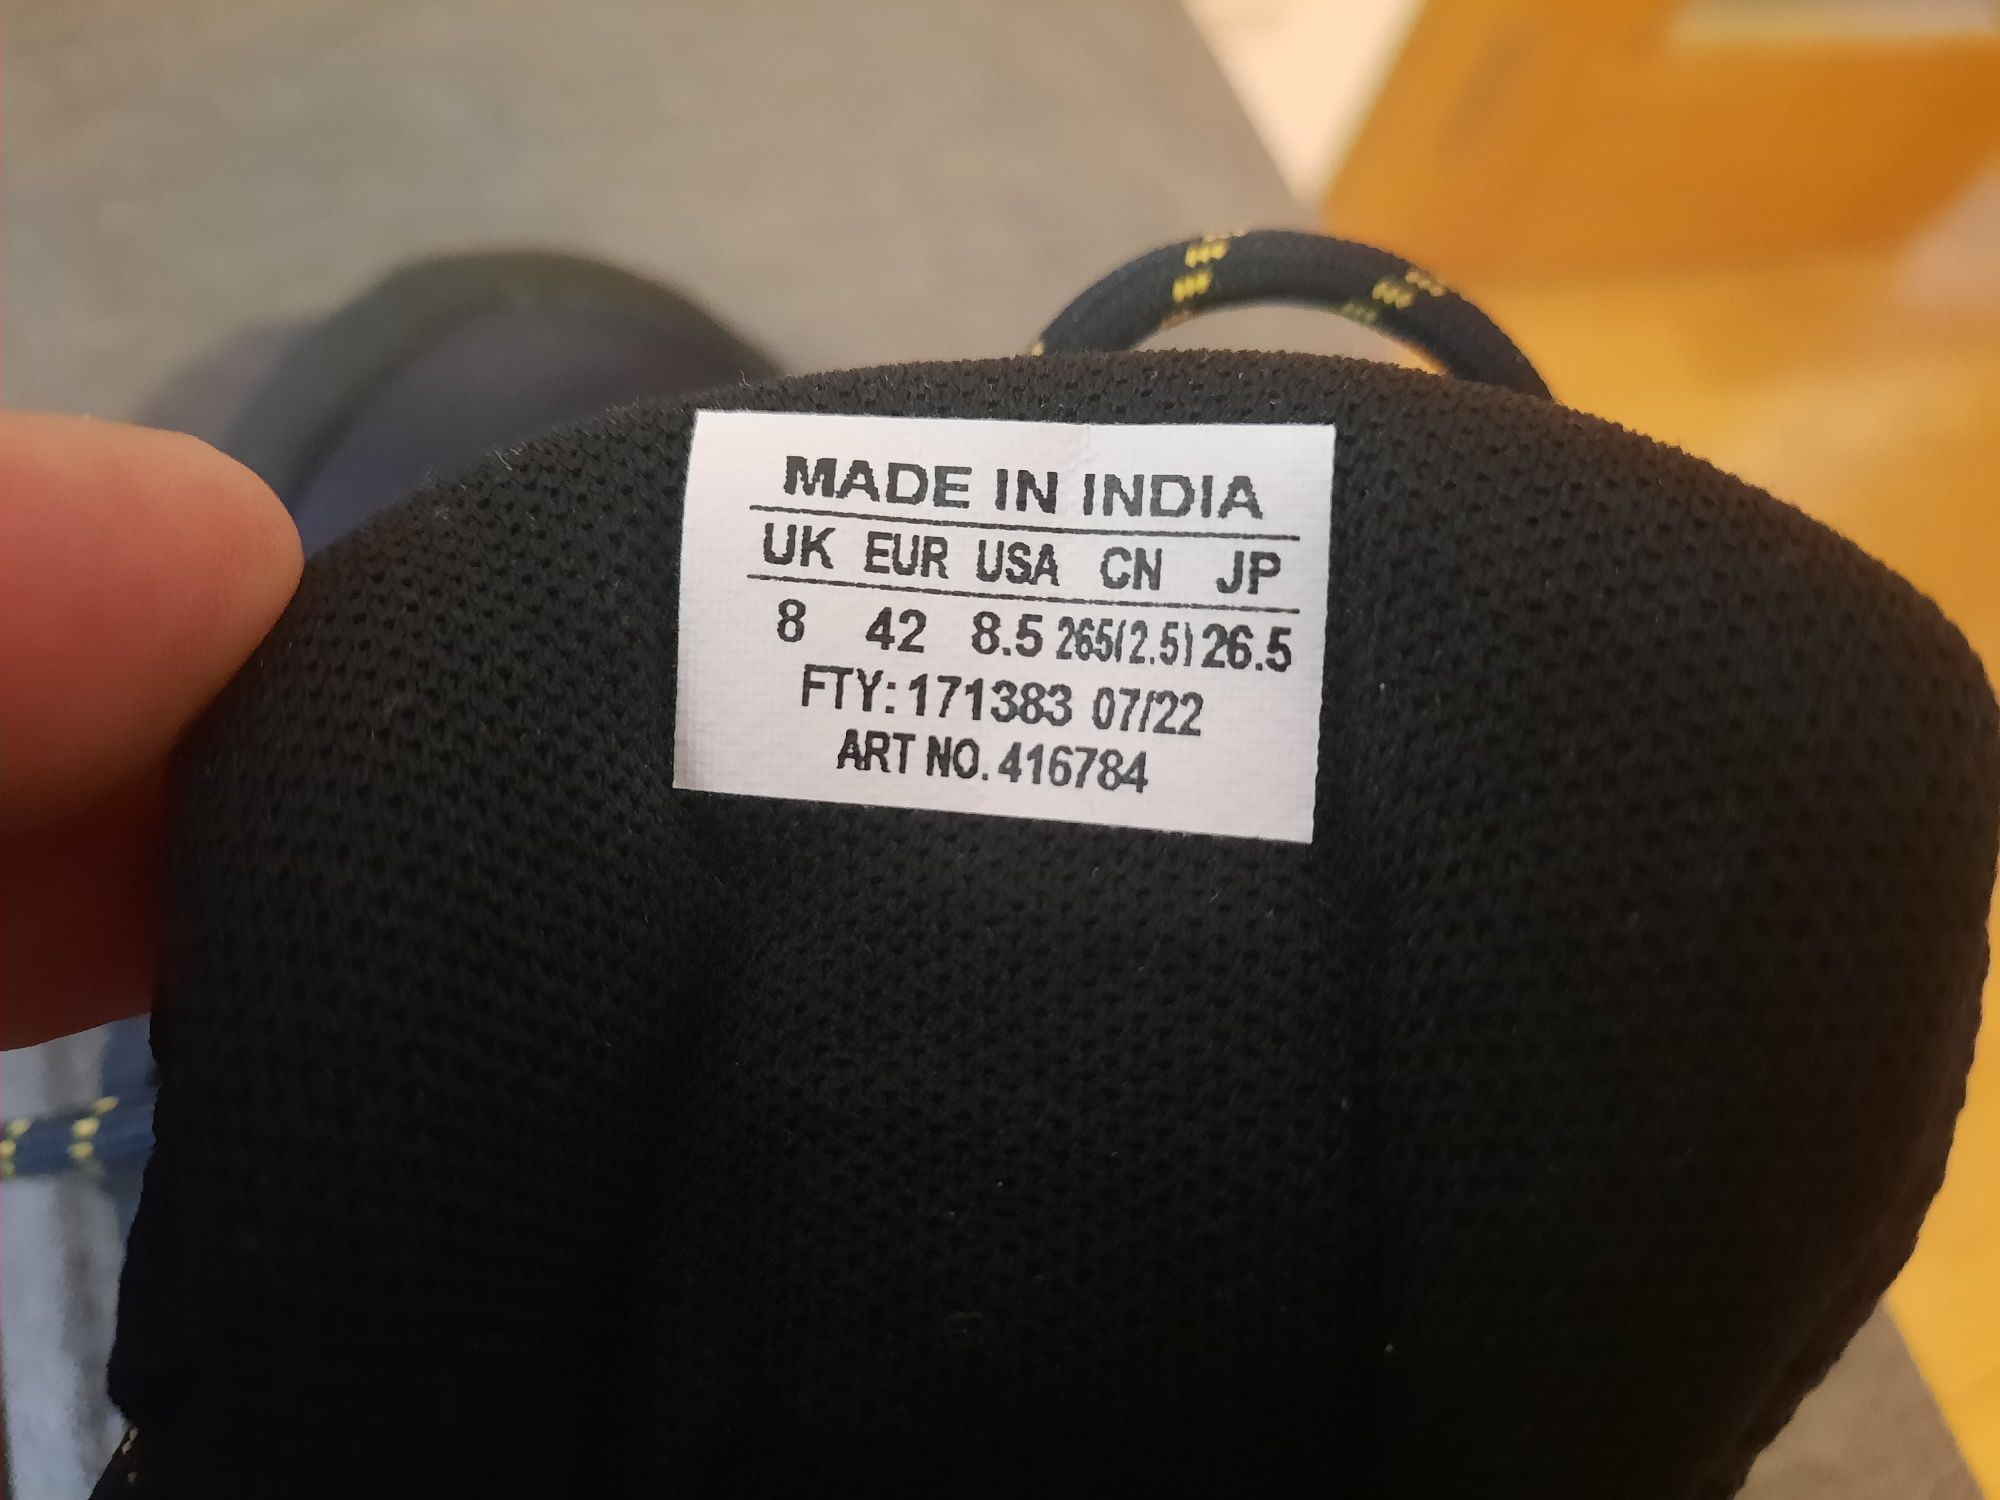 MADE IN INDIA
UK EUR USA CN JP
8 42 8.5 265(2.5) 26.5
FTY: 171383 07/22
ART NO. 416784